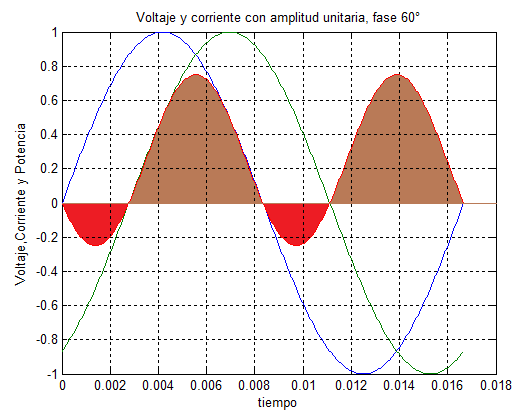 Voltaje y corriente con amplitud unitaria, fase 60°
1
0.8
0.6
0.4
0.2
0
-0.2
-0.4
-0.6
-0.8
-1
Voltaje,Corriente y Potencia
0 0.002 0.004 0.006 0.008 0.01 0.012 0.014 0.016 0.018
tiempo